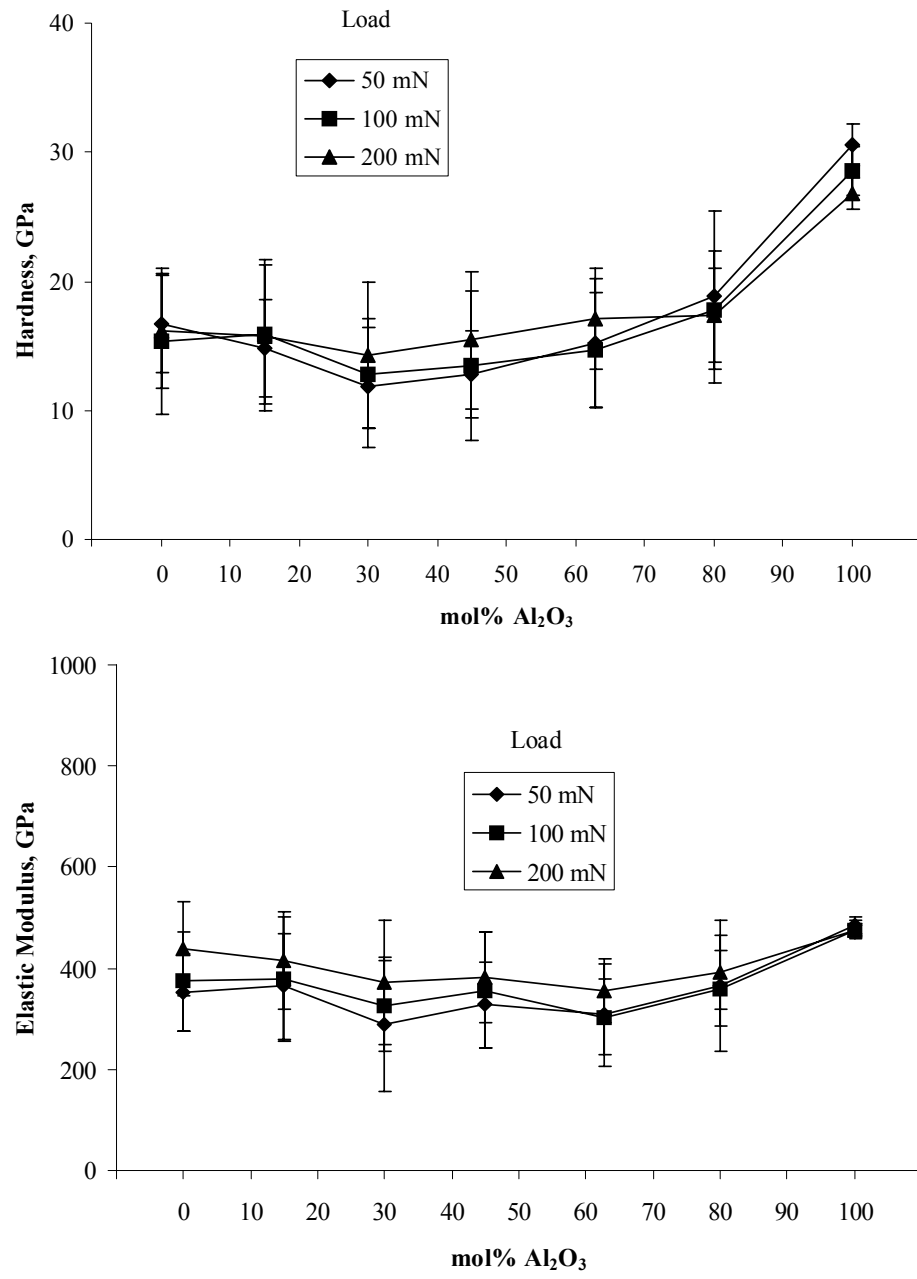 Load
50 mN
100 mN
200 mN
Hardness, GPa
40
30
20
10
0
0 10 20 30 40 50 60 70 80 90 100
mol% Al₂O₃
Load
50 mN
100 mN
200 mN
Elastic Modulus, GPa
1000
800
600
400
200
0
0 10 20 30 40 50 60 70 80 90 100
mol% Al₂O₃